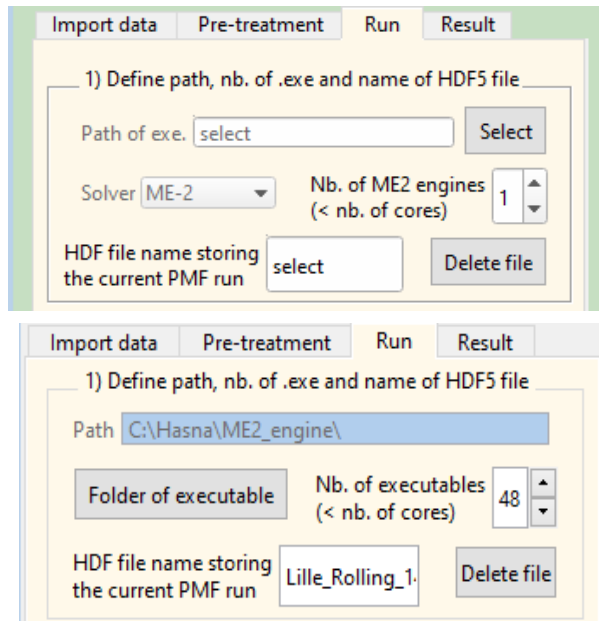 Import data Pre-treatment Run Result
1) Define path, nb. of .exe and name of HDF5 file
Path of exe. select Select
Solver ME-2 Nb. of ME2 engines
(< nb. of cores) 1
HDF file name storing
the current PMF run select Delete file
Import data Pre-treatment Run Result
1) Define path, nb. of .exe and name of HDF5 file
Path C:\Hasna\ME2_engine\
Folder of executable Nb. of executables
(< nb. of cores) 48
HDF file name storing
the current PMF run Lille_Rolling_1 Delete file